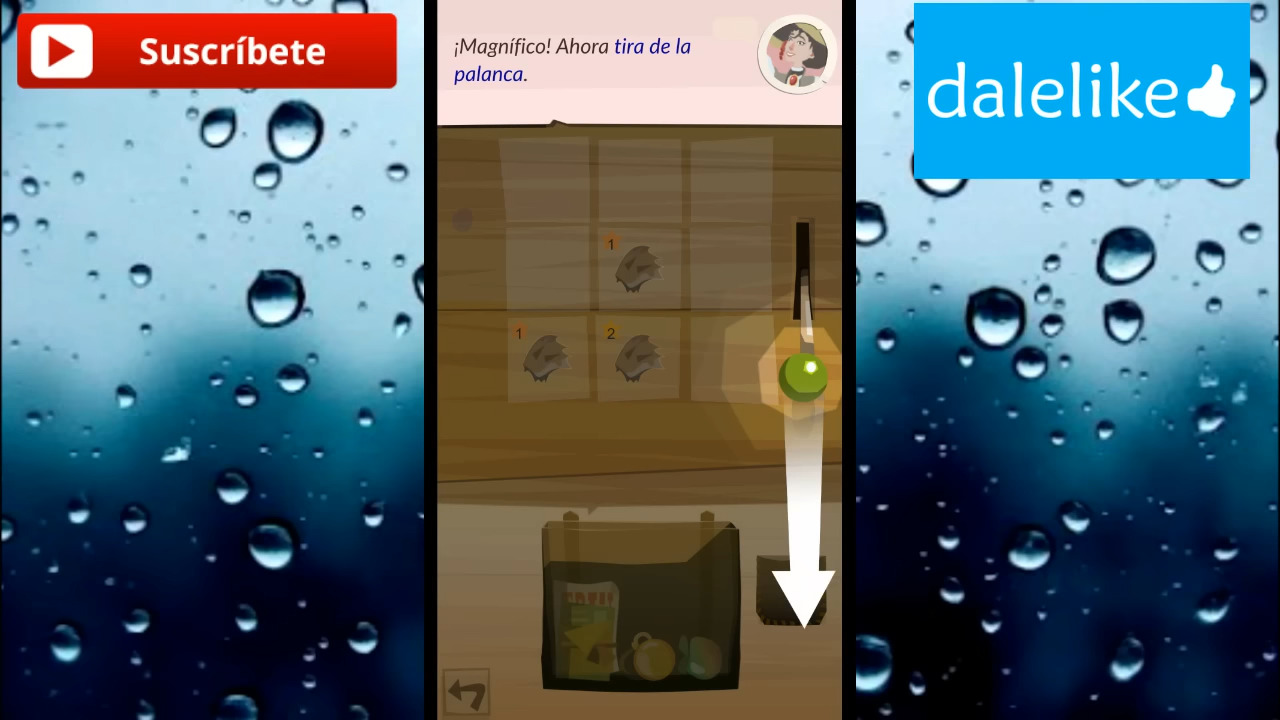 Suscríbete
¡Magnífico! Ahora tira de la
palanca.
dalelike
1
1
2